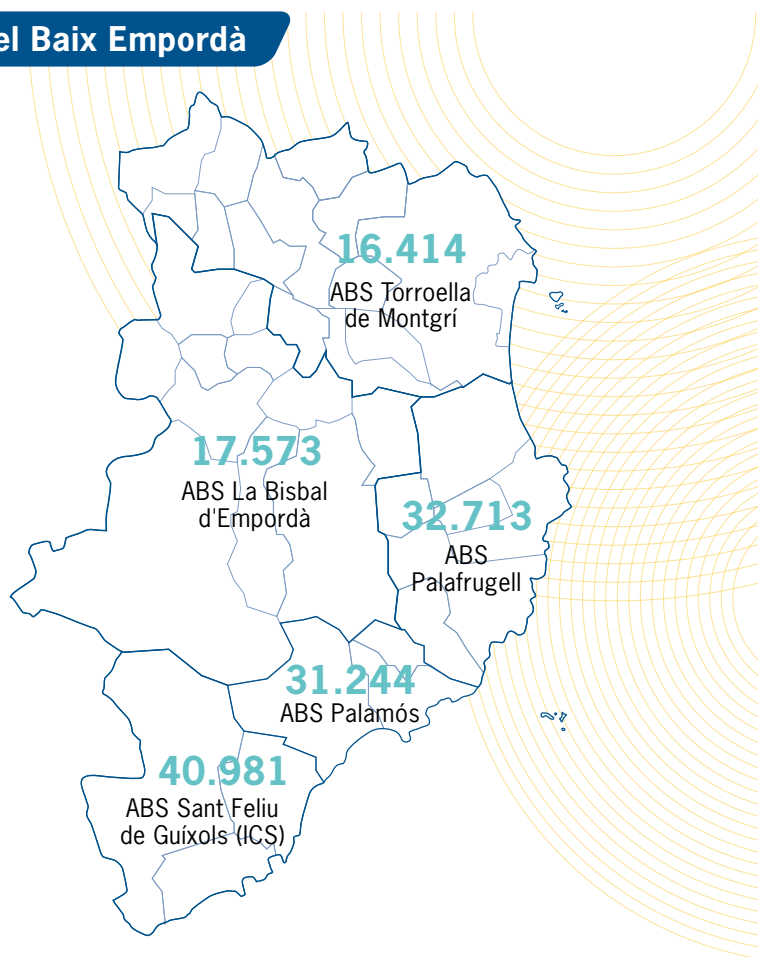 el Baix Empordà
16.414
ABS Torroella
de Montgrí
17.573
ABS La Bisbal
d'Empordà
32.713
ABS
Palafrugell
31.244
ABS Palamós
40.981
ABS Sant Feliu
de Guíxols (ICS)